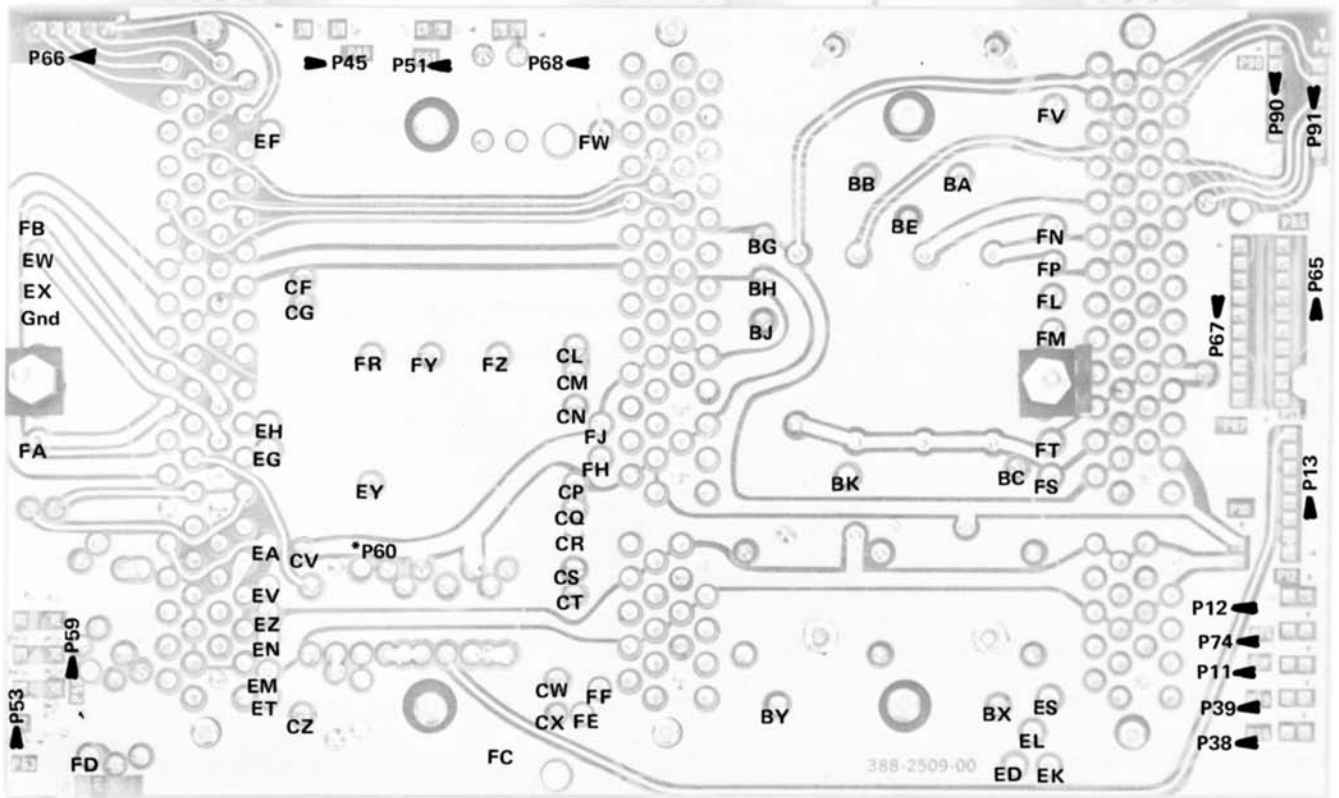 P66
P45
P51
P68
P90
P91
EF
FW
FV
BB
BA
BE
FB
EW
EX
Gnd
BG
FN
BH
FP
CF
CG
FL
BJ
FM
P67
P65
FR
FY
FZ
CL
CM
CN
EH
EG
FJ
FH
FA
FT
BK
BC
FS
P13
EY
CP
CQ
EA
CV
*P60
CR
CS
CT
EV
EZ
EN
P12
P74
P11
P39
P38
P59
P53
EM
ET
CZ
CW
FF
CX
FE
BY
BX
ES
EL
FC
FD
388-2509-00
ED
EK